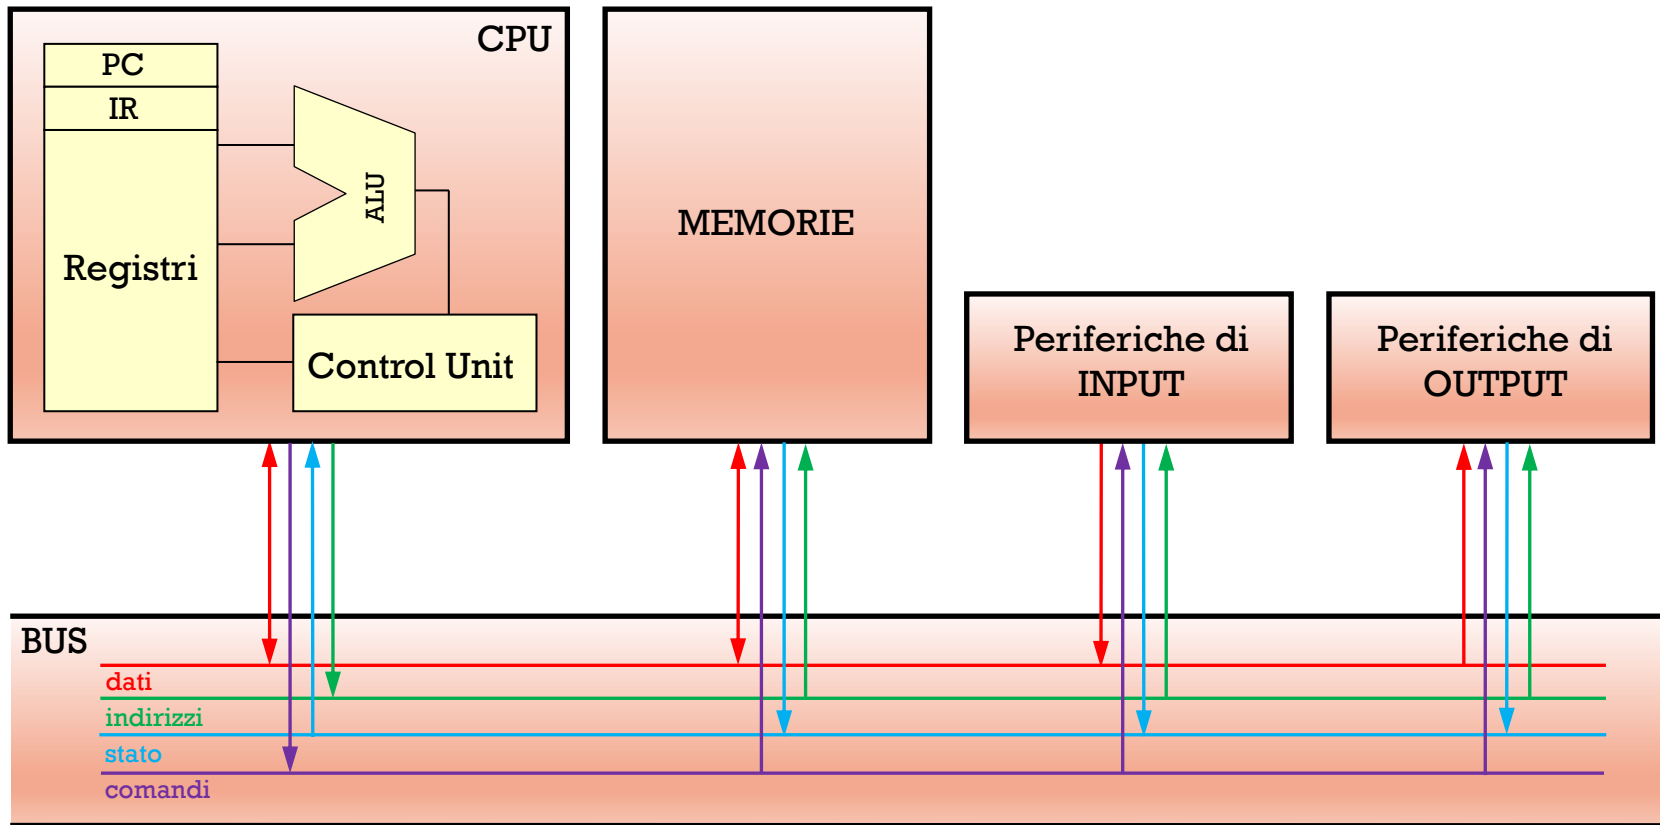 CPU
PC
IR
Registri
ALU
Control Unit
MEMORIE
Periferiche di
INPUT
Periferiche di
OUTPUT
BUS
dati
indirizzi
stato
comandi